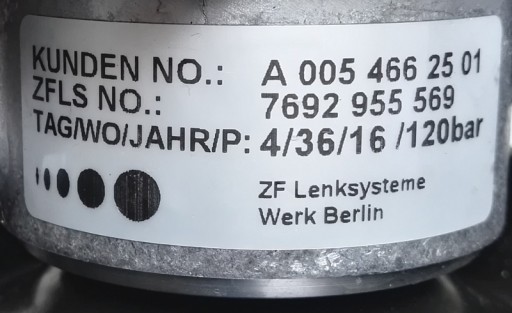 KUNDEN NO.: A 005 466 25 01
ZFLS NO.: 7692 955 569
TAG/WO/JAHR/P: 4/36/16 /120bar
ZF Lenksysteme
Werk Berlin